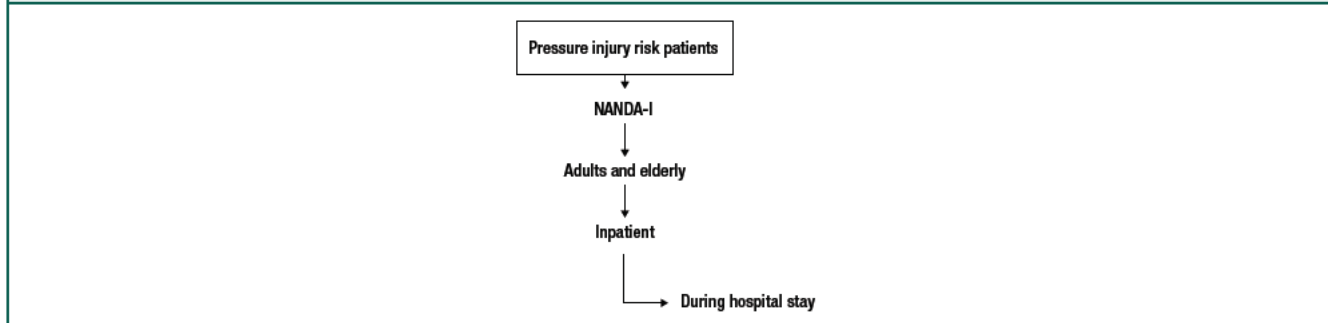 Pressure injury risk patients
NANDA-I
Adults and elderly
Inpatient
During hospital stay